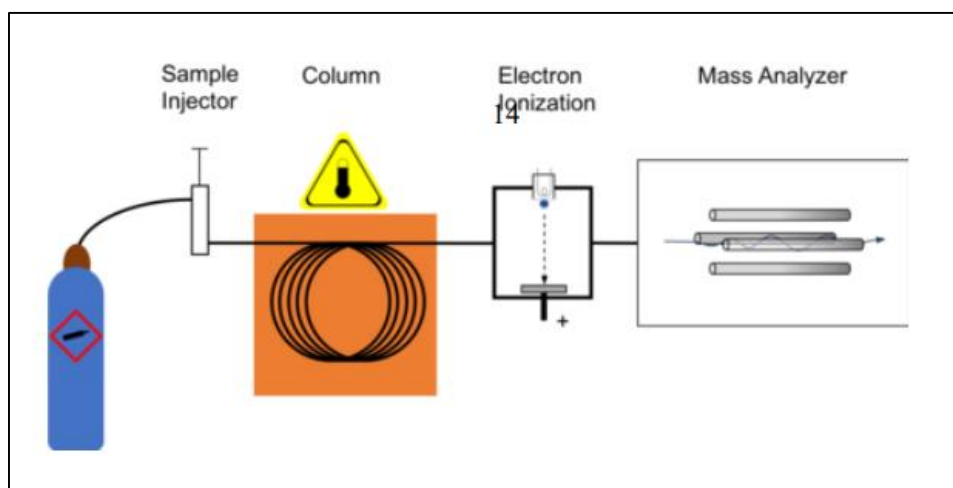 Sample
Injector
Column
Electron
Ionization
14
Mass Analyzer
+